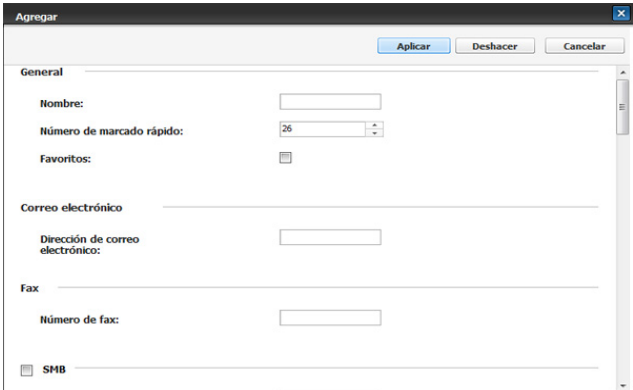 Agregar
Aplicar Deshacer Cancelar
General
Nombre:
Número de marcado rápido: 26
Favoritos:
Correo electrónico
Dirección de correo
electrónico:
Fax
Número de fax:
SMB